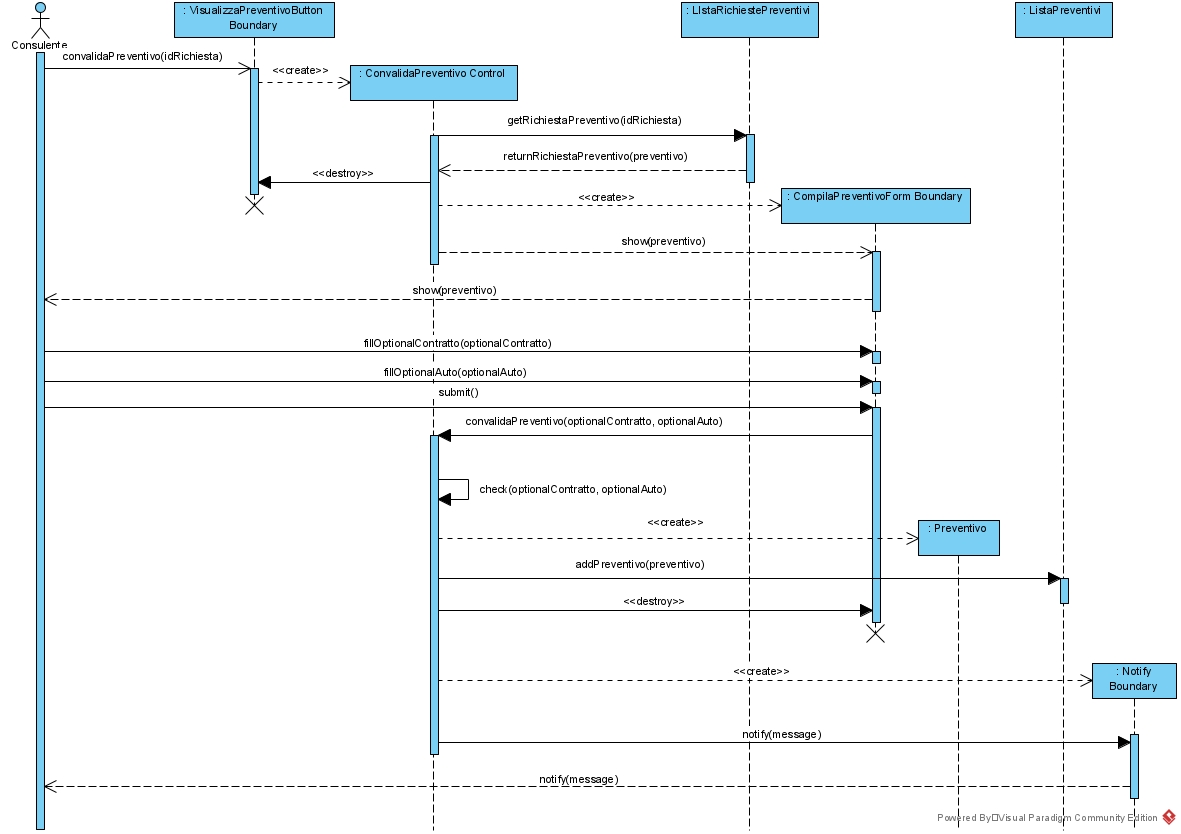 : VisualizzaPreventivoButton
Boundary
: LIstaRichiestePreventivi
: ListaPreventivi
Consulente
convalidaPreventivo(idRichiesta)
<<create>>
: ConvalidaPreventivo Control
getRichiestaPreventivo(idRichiesta)
returnRichiestaPreventivo(preventivo)
<<destroy>>
<<create>>
: CompilaPreventivoForm Boundary
show(preventivo)
show(preventivo)
fillOptionalContratto(optionalContratto)
fillOptionalAuto(optionalAuto)
submit()
convalidaPreventivo(optionalContratto, optionalAuto)
check(optionalContratto, optionalAuto)
<<create>>
: Preventivo
addPreventivo(preventivo)
<<destroy>>
<<create>>
: Notify
Boundary
notify(message)
notify(message)
Powered By Visual Paradigm Community Edition